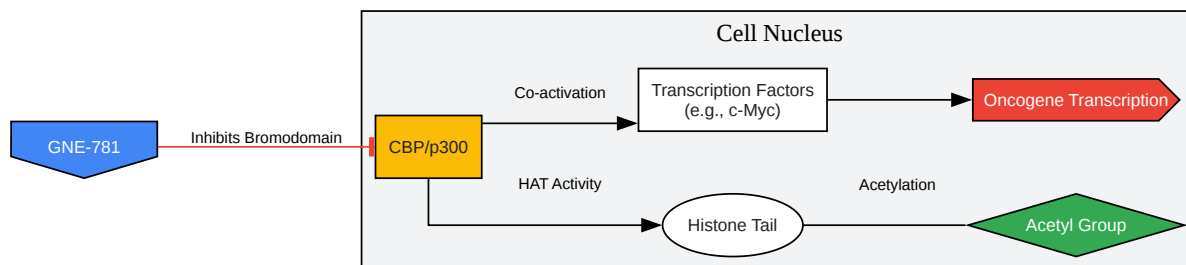 Cell Nucleus
Co-activation
Transcription Factors
(e.g., c-Myc)
Oncogene Transcription
GNE-781
Inhibits Bromodomain
CBP/p300
HAT Activity
Acetylation
Histone Tail
Acetyl Group